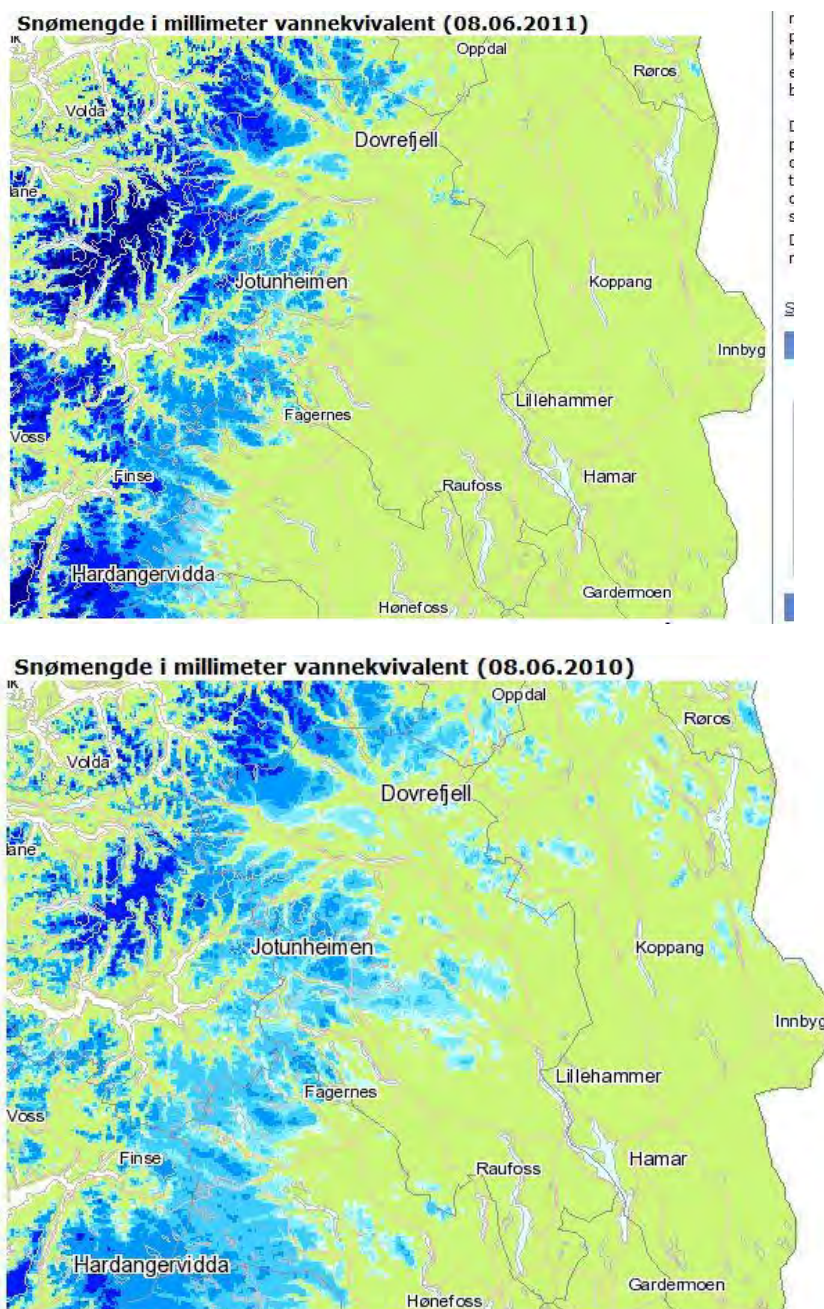 Snømengde i millimeter vannekvivalent (08.06.2011)
Oppdal
Røros
Volda
Dovrefjell
ane
Jotunheimen
Koppang
Innbyg
Lillehammer
Fagernes
Voss
Finse
Hamar
Raufoss
Hardangervidda
Gardermoen
Hønefoss
Snømengde i millimeter vannekvivalent (08.06.2010)
Oppdal
Røros
Volda
Dovrefjell
ane
Jotunheimen
Koppang
Innbyg
Lillehammer
Fagernes
Voss
Finse
Hamar
Raufoss
Hardangervidda
Gardermoen
Hønefoss